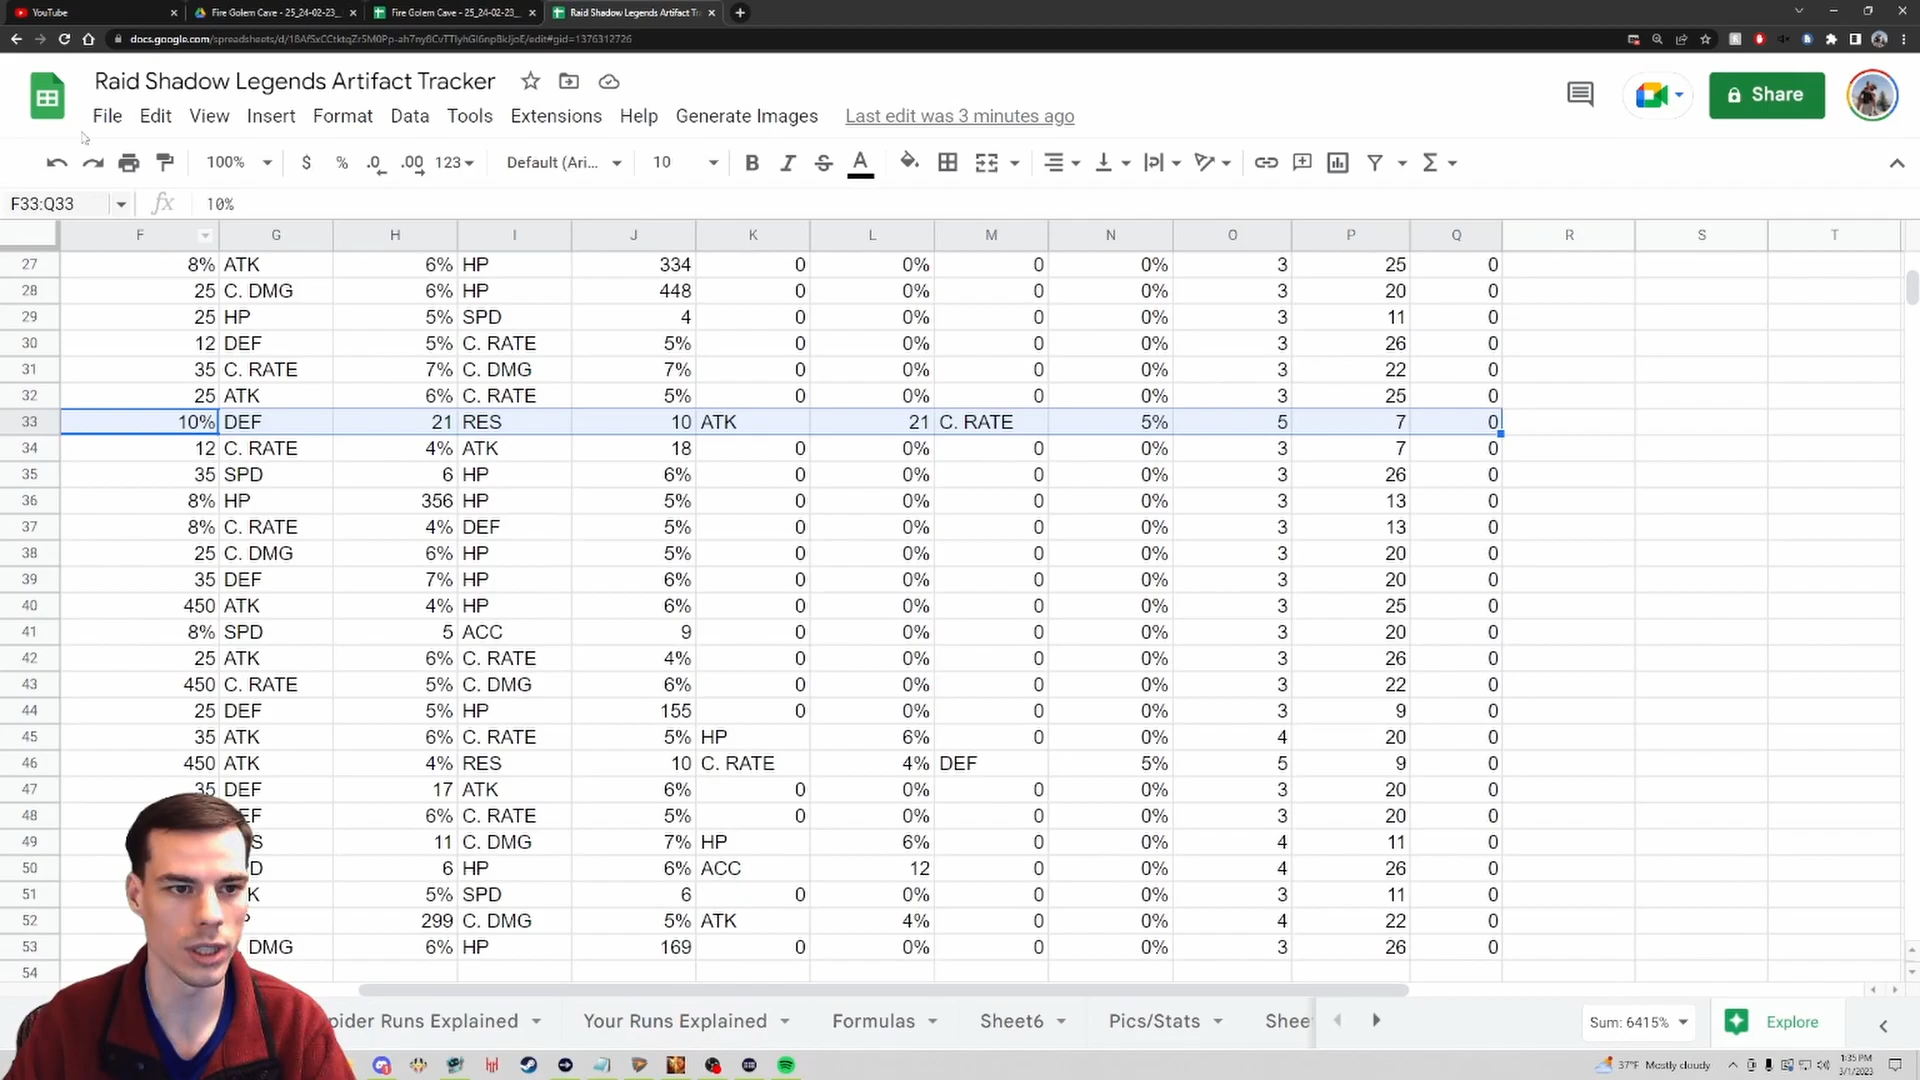 YouTube
Fire Golem Cave - 25_24-02-23_
Fire Golem Cave - 25_24-02-23_
Raid Shadow Legends Artifact Tr
Raid Shadow Legends Artifact Tracker
File Edit View Insert Format Data Tools Extensions Help Generate Images Last edit was 3 minutes ago
Share
100% $ % .0 .00 123 Default (Ari... 10 B I S A
F33:Q33 fx 10%
F G H I J K L M N O P Q R S T
27 8% ATK 6% HP 334 0 0% 0 0% 3 25 0
28 25 C. DMG 6% HP 448 0 0% 0 0% 3 20 0
29 25 HP 5% SPD 4 0 0% 0 0% 3 11 0
30 12 DEF 5% C. RATE 5% 0 0% 0 0% 3 26 0
31 35 C. RATE 7% C. DMG 7% 0 0% 0 0% 3 22 0
32 25 ATK 6% C. RATE 5% 0 0% 0 0% 3 25 0
33 10% DEF 21 RES 10 ATK 21 C. RATE 5% 5 7 0
34 12 C. RATE 4% ATK 18 0 0% 0 0% 3 7 0
35 35 SPD 6 HP 6% 0 0% 0 0% 3 26 0
36 8% HP 356 HP 5% 0 0% 0 0% 3 13 0
37 8% C. RATE 4% DEF 5% 0 0% 0 0% 3 13 0
38 25 C. DMG 6% HP 5% 0 0% 0 0% 3 20 0
39 35 DEF 7% HP 6% 0 0% 0 0% 3 20 0
40 450 ATK 4% HP 6% 0 0% 0 0% 3 25 0
41 8% SPD 5 ACC 9 0 0% 0 0% 3 20 0
42 25 ATK 6% C. RATE 4% 0 0% 0 0% 3 26 0
43 450 C. RATE 5% C. DMG 6% 0 0% 0 0% 3 22 0
44 25 DEF 5% HP 155 0 0% 0 0% 3 9 0
45 35 ATK 6% C. RATE 5% HP 6% 0 0% 4 20 0
46 450 ATK 4% RES 10 C. RATE 4% DEF 5% 5 9 0
47 35 DEF 17 ATK 6% 0 0% 0 0% 3 20 0
48 EF 6% C. RATE 5% 0 0% 0 0% 3 20 0
49 S 11 C. DMG 7% HP 6% 0 0% 4 11 0
50 D 6 HP 6% ACC 12 0 0% 4 26 0
51 K 5% SPD 6 0 0% 0 0% 3 11 0
52 299 C. DMG 5% ATK 4% 0 0% 4 22 0
53 DMG 6% HP 169 0 0% 0 0% 3 26 0
54
pider Runs Explained Your Runs Explained Formulas Sheet6 Pics/Stats Shee Sum: 6415% Explore
37°F Mostly cloudy
1:35 PM
3/1/2023